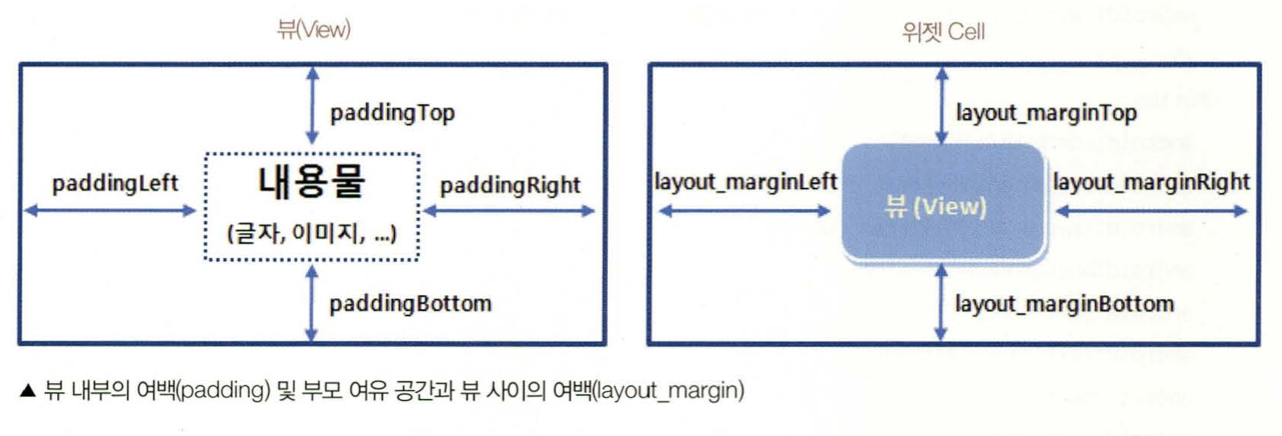 뷰(View)
위젯 Cell
paddingTop
layout_marginTop
paddingLeft
내용물
paddingRight
layout_marginLeft
뷰 (View)
layout_marginRight
(글자, 이미지, ...)
paddingBottom
layout_marginBottom
▲ 뷰 내부의 여백(padding) 및 부모 여유 공간과 뷰 사이의 여백(layout_margin)